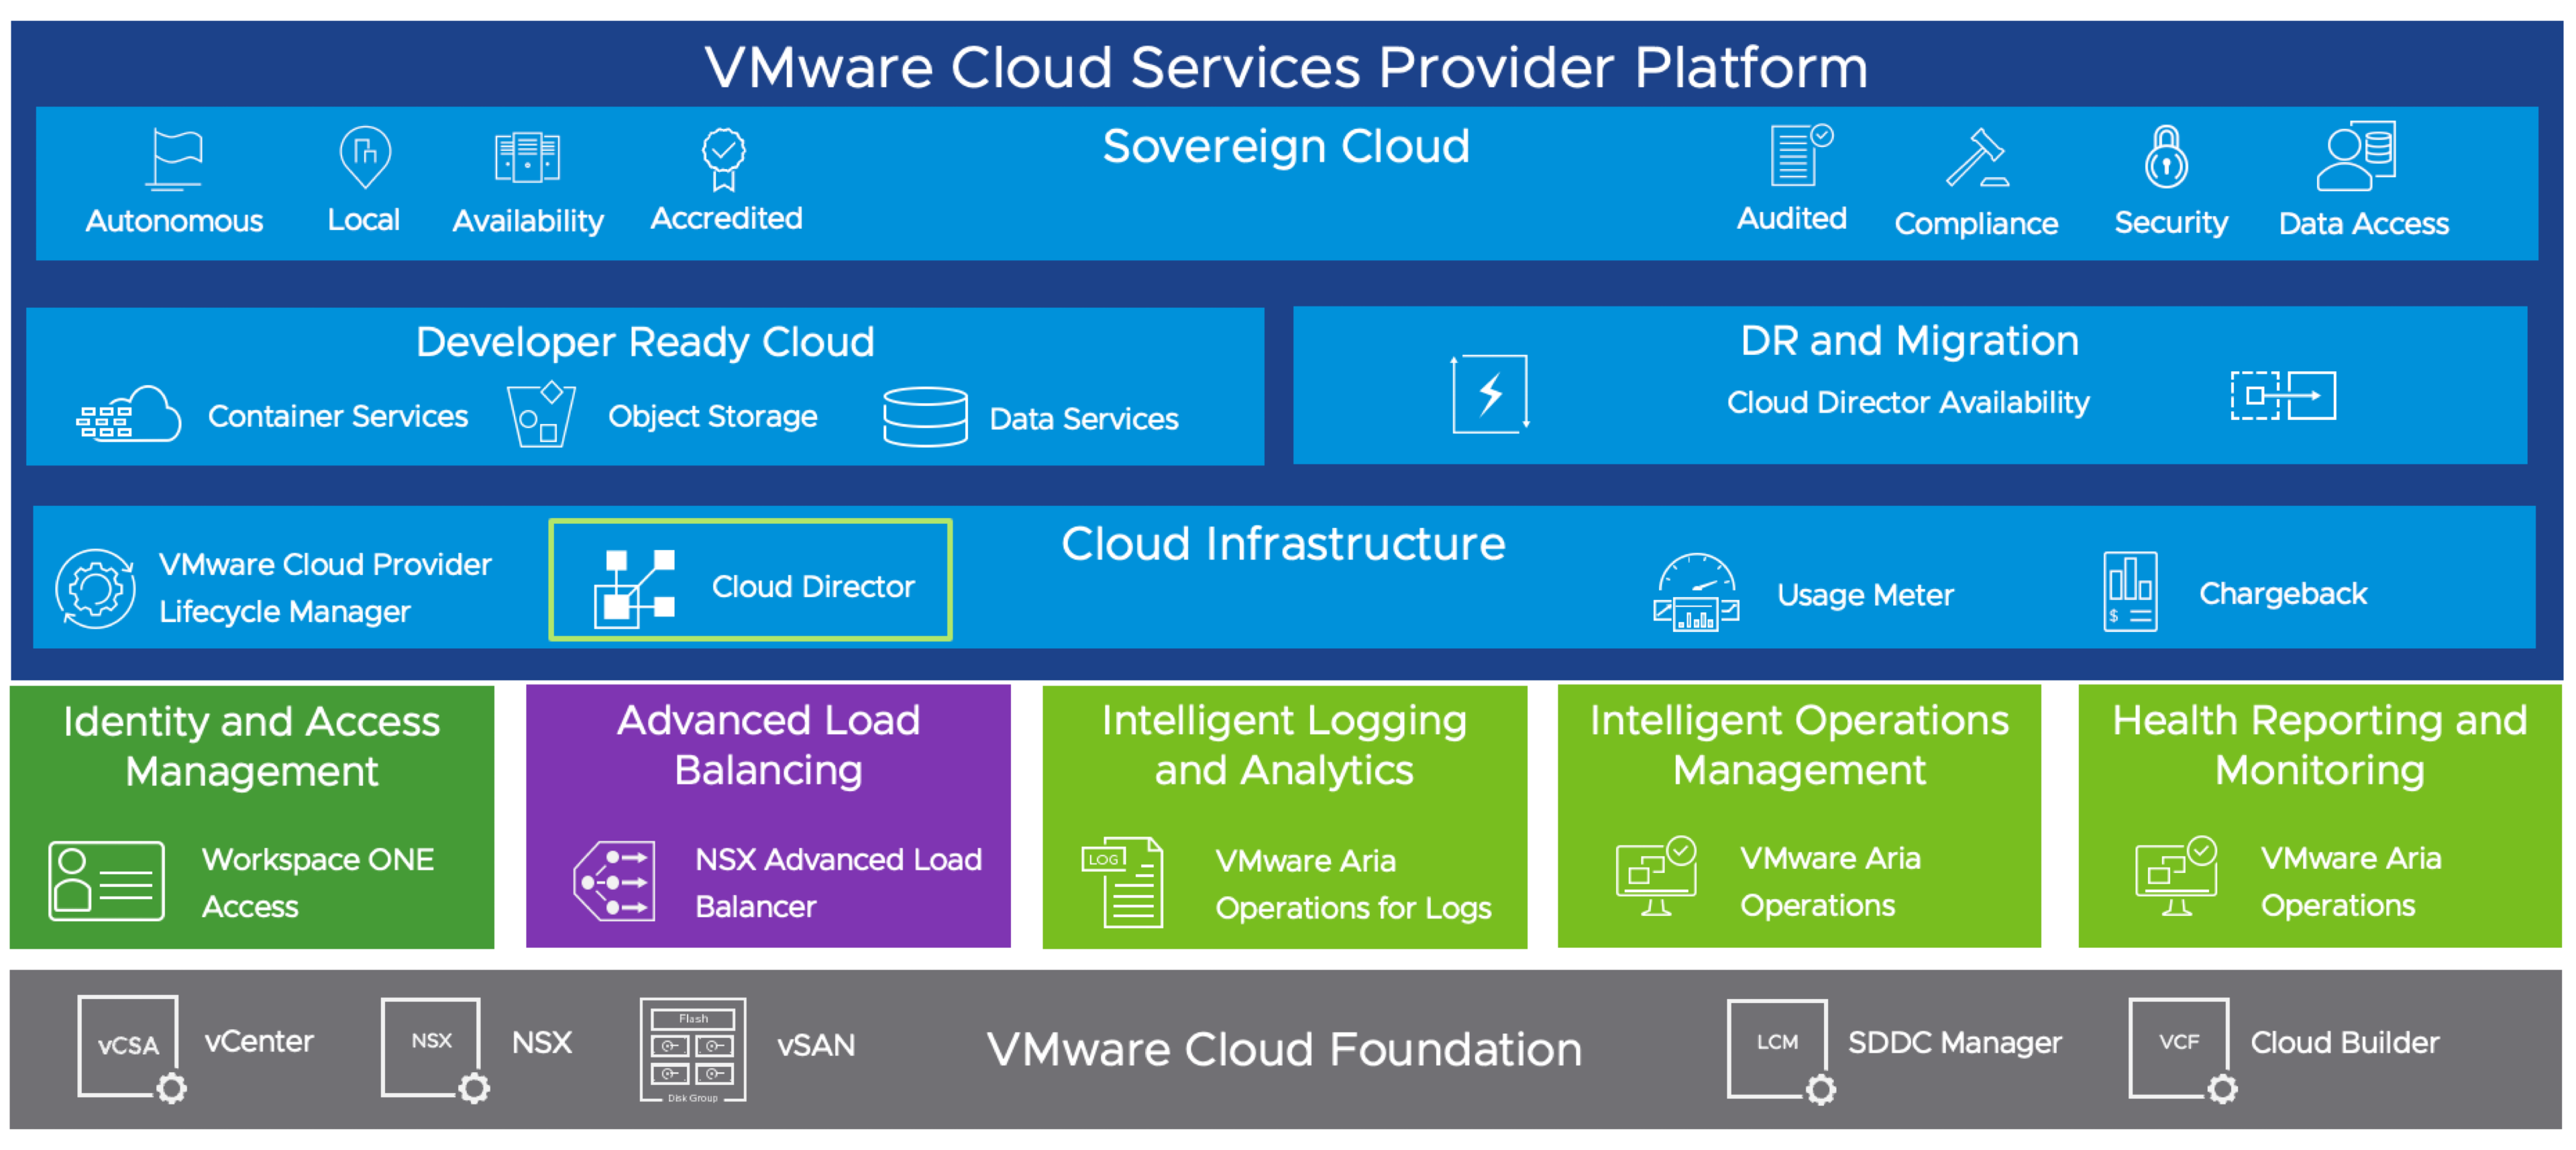 VMware Cloud Services Provider Platform
Sovereign Cloud
Autonomous
Local
Availability
Accredited
Audited
Compliance
Security
Data Access
Developer Ready Cloud
Container Services
Object Storage
Data Services
DR and Migration
Cloud Director Availability
Cloud Infrastructure
VMware Cloud Provider
Lifecycle Manager
Cloud Director
Usage Meter
$
Chargeback
Identity and Access
Management
Workspace ONE
Access
Advanced Load
Balancing
NSX Advanced Load
Balancer
Intelligent Logging
and Analytics
LOG
VMware Aria
Operations for Logs
Intelligent Operations
Management
VMware Aria
Operations
Health Reporting and
Monitoring
VMware Aria
Operations
vCSA
vCenter
NSX
NSX
Flash
Disk Group
vSAN
VMware Cloud Foundation
LCM
SDDC Manager
VCF
Cloud Builder